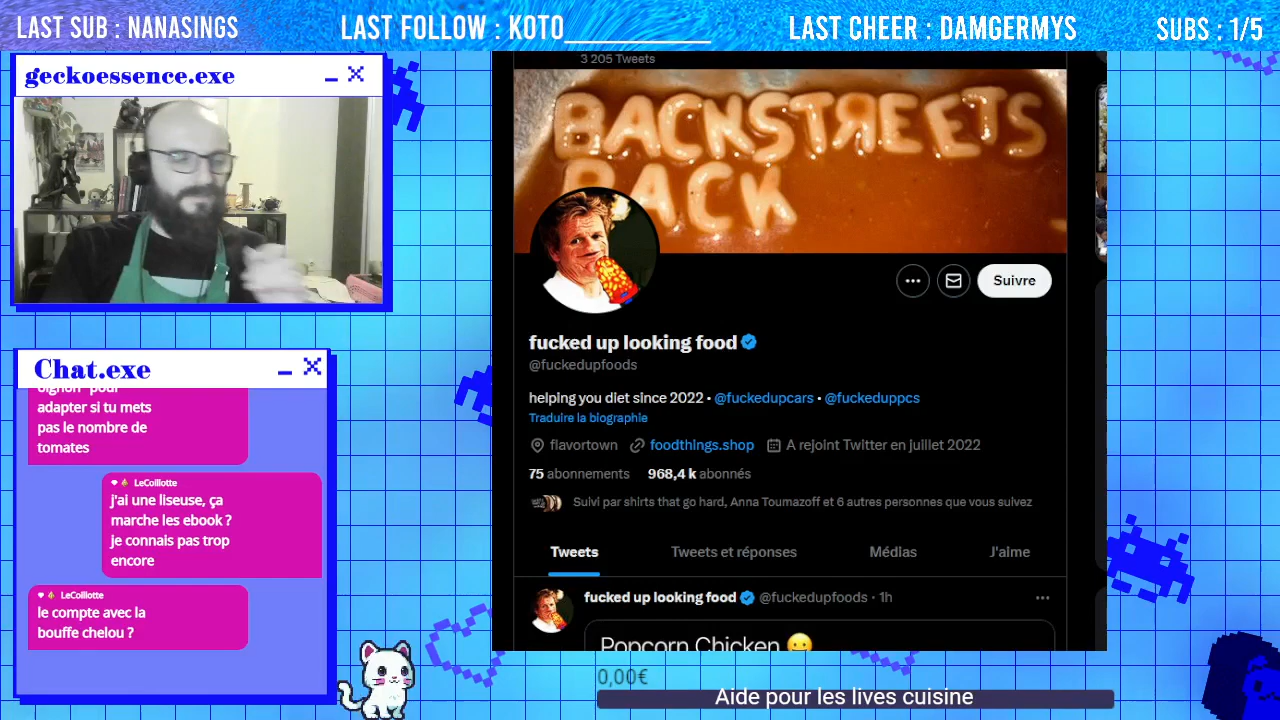 LAST SUB : NANASINGS
LAST FOLLOW : KOTO__________
LAST CHEER : DAMGERMYS
SUBS : 1/5
geckoessence.exe
3 205 Tweets
BACKSTREETS
BACK
Suivre
fucked up looking food
@fuckedupfoods
helping you diet since 2022 • @fuckedupcars • @fuckeduppcs
Traduire la biographie
flavortown foodthings.shop A rejoint Twitter en juillet 2022
75 abonnements 968,4 k abonnés
Suivi par shirts that go hard, Anna Toumazoff et 6 autres personnes que vous suivez
Tweets Tweets et réponses Médias J'aime
fucked up looking food @fuckedupfoods · 1h
Popcorn Chicken
Chat.exe
oignon" pour
adapter si tu mets
pas le nombre de
tomates
LeColifotte
j'ai une liseuse, ça
marche les ebook ?
je connais pas trop
encore
LeColifotte
le compte avec la
bouffe chelou ?
0,00€
Aide pour les lives cuisine